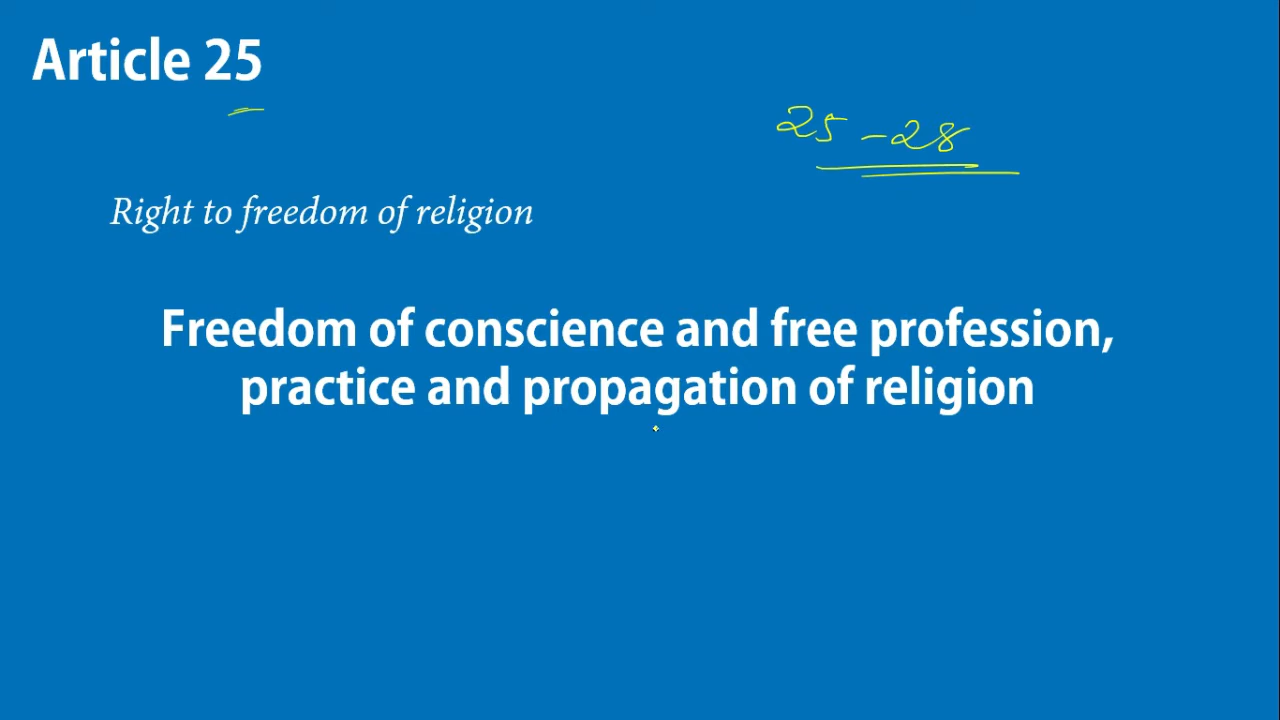 Article 25
25 - 28
Right to freedom of religion
Freedom of conscience and free profession,
practice and propagation of religion